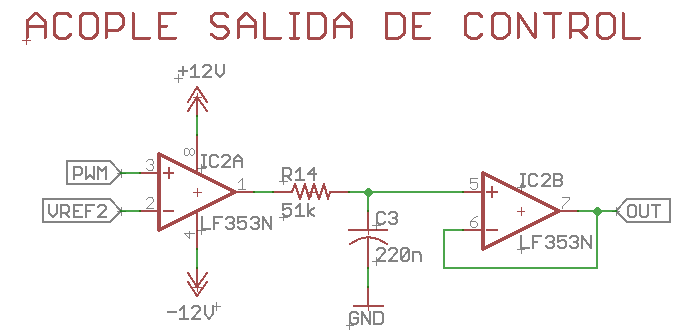 ACOPLE SALIDA DE CONTROL
+12V
8
IC2A
PWM
3
1
VREF2
2
LF353N
4
-12V
R14
51k
C3
220n
GND
5
IC2B
7
6
LF353N
OUT